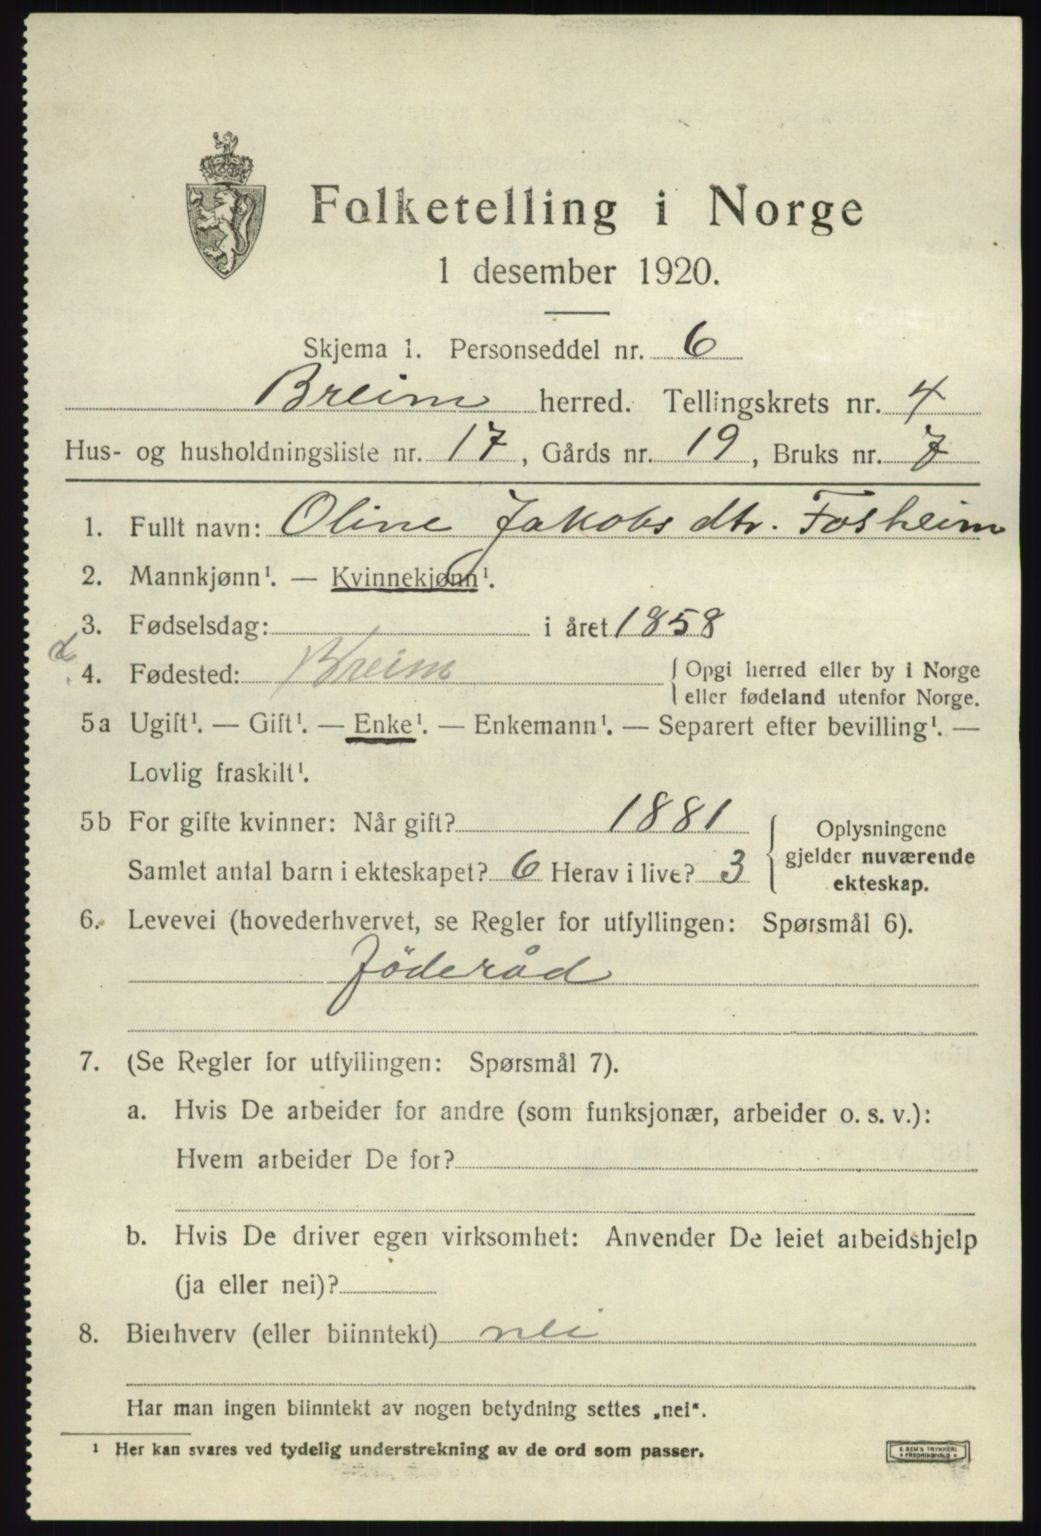 Folketelling i Norge
1 desember 1920.
Skjema 1. Personseddel nr. 6
Breim herred. Tellingskrets nr. 4
Hus- og husholdningsliste nr. 17, Gårds nr. 19, Bruks nr. 7
1. Fullt navn: Oline Jakobsdtr. Fosheim
2. Mannkjønn¹. — Kvinnekjønn¹.
3. Fødselsdag: i året 1858
4. Fødested: Breim { Opgi herred eller by i Norge
eller fødeland utenfor Norge.
5a Ugift¹. — Gift¹. — Enke¹. — Enkemann¹. — Separert efter bevilling¹. —
Lovlig fraskilt¹.
5b For gifte kvinner: Når gift? 1881
Samlet antal barn i ekteskapet? 6 Herav i live? 3
{ Oplysningene
gjelder nuværende
ekteskap.
6. Levevei (hovederhvervet, se Regler for utfyllingen: Spørsmål 6).
Föderåd
7. (Se Regler for utfyllingen: Spørsmål 7).
a. Hvis De arbeider for andre (som funksjonær, arbeider o. s. v.):
Hvem arbeider De for?
b. Hvis De driver egen virksomhet: Anvender De leiet arbeidshjelp
(ja eller nei)?
8. Bierhverv (eller biinntekt) nei
Har man ingen biinntekt av nogen betydning settes „nei“.
¹ Her kan svares ved tydelig understrekning av de ord som passer.